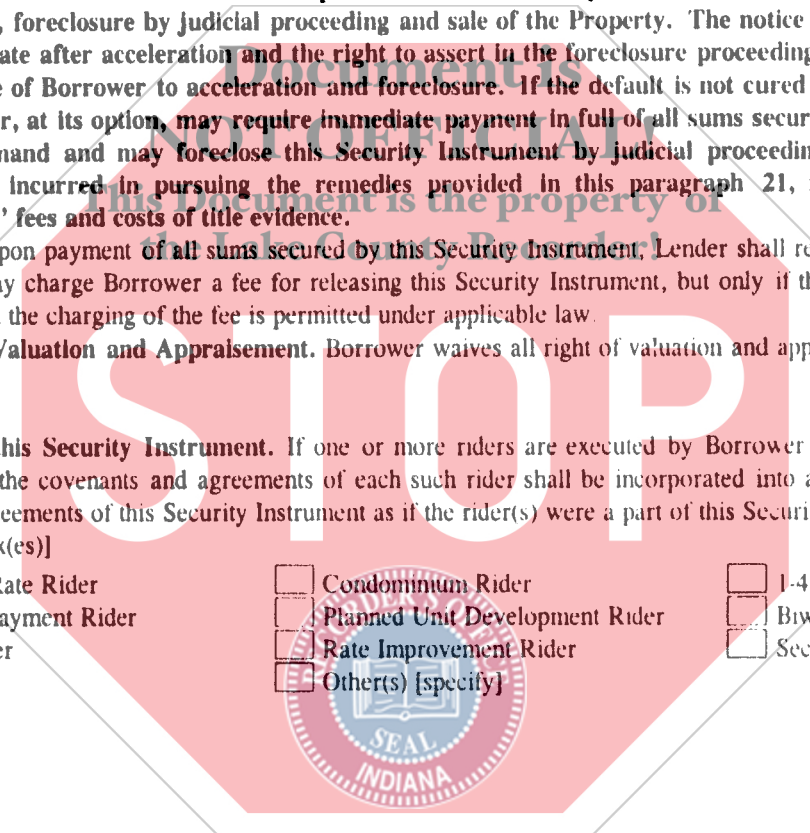 , foreclosure by judicial proceeding and sale of the Property. The notice
ate after acceleration and the right to assert in the foreclosure proceeding
e of Borrower to acceleration and foreclosure. If the default is not cured
r, at its option, may require immediate payment in full of all sums secur
nand and may foreclose this Security Instrument by judicial proceedin
incurred in pursuing the remedies provided in this paragraph 21,
' fees and costs of title evidence.
pon payment of all sums secured by this Security Instrument, Lender shall re
ay charge Borrower a fee for releasing this Security Instrument, but only if th
the charging of the fee is permitted under applicable law.
Valuation and Appraisement. Borrower waives all right of valuation and app
this Security Instrument. If one or more riders are executed by Borrower
the covenants and agreements of each such rider shall be incorporated into a
eements of this Security Instrument as if the rider(s) were a part of this Securi
x(es)]
Rate Rider Condominium Rider 1-4
ayment Rider Planned Unit Development Rider Biw
er Rate Improvement Rider Sec
Other(s) [specify]
Document is
NOT OFFICIAL!
This Document is the property of
the Lake County Recorder!
STOP
RECORDER'S OFFICE
SEAL
INDIANA